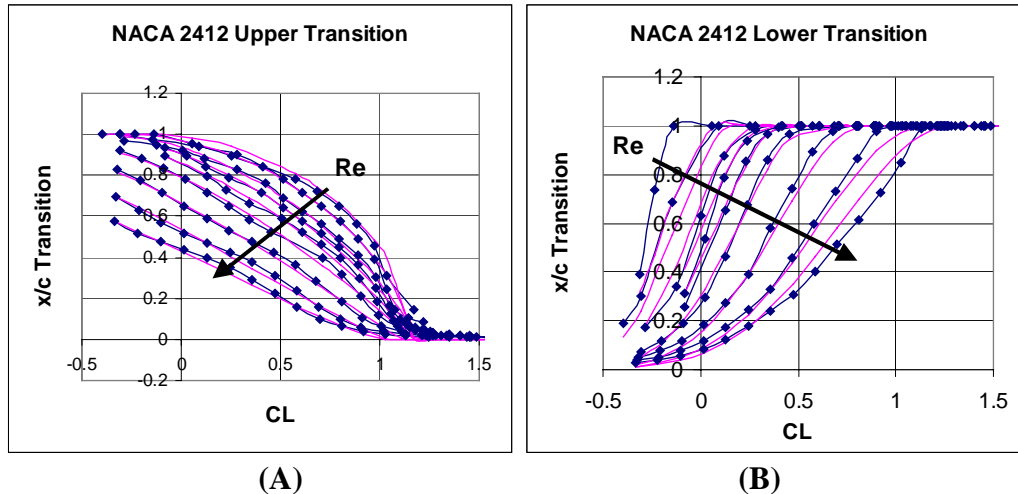 NACA 2412 Upper Transition
1.2
1
0.8
0.6
0.4
0.2
0
-0.2
-0.5
0
0.5
1
1.5
x/c Transition
CL
Re
(A)
NACA 2412 Lower Transition
1.2
1
0.8
0.6
0.4
0.2
0
-0.5
0
0.5
1
1.5
x/c Transition
CL
Re
(B)